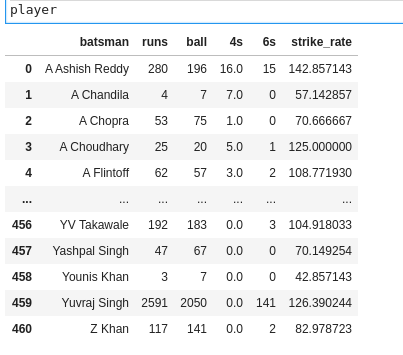 player
batsman runs ball 4s 6s strike_rate
0 A Ashish Reddy 280 196 16.0 15 142.857143
1 A Chandila 4 7 7.0 0 57.142857
2 A Chopra 53 75 1.0 0 70.666667
3 A Choudhary 25 20 5.0 1 125.000000
4 A Flintoff 62 57 3.0 2 108.771930
... ... ... ... ... ... ...
456 YV Takawale 192 183 0.0 3 104.918033
457 Yashpal Singh 47 67 0.0 0 70.149254
458 Younis Khan 3 7 0.0 0 42.857143
459 Yuvraj Singh 2591 2050 0.0 141 126.390244
460 Z Khan 117 141 0.0 2 82.978723